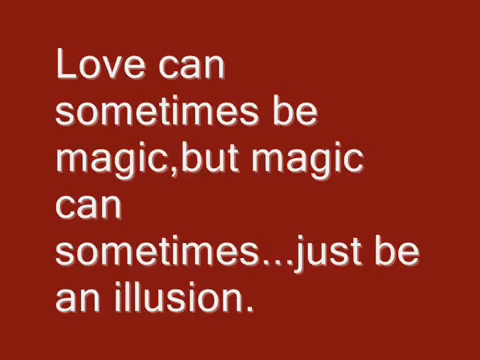 Love can
sometimes be
magic,but magic
can
sometimes...just be
an illusion.